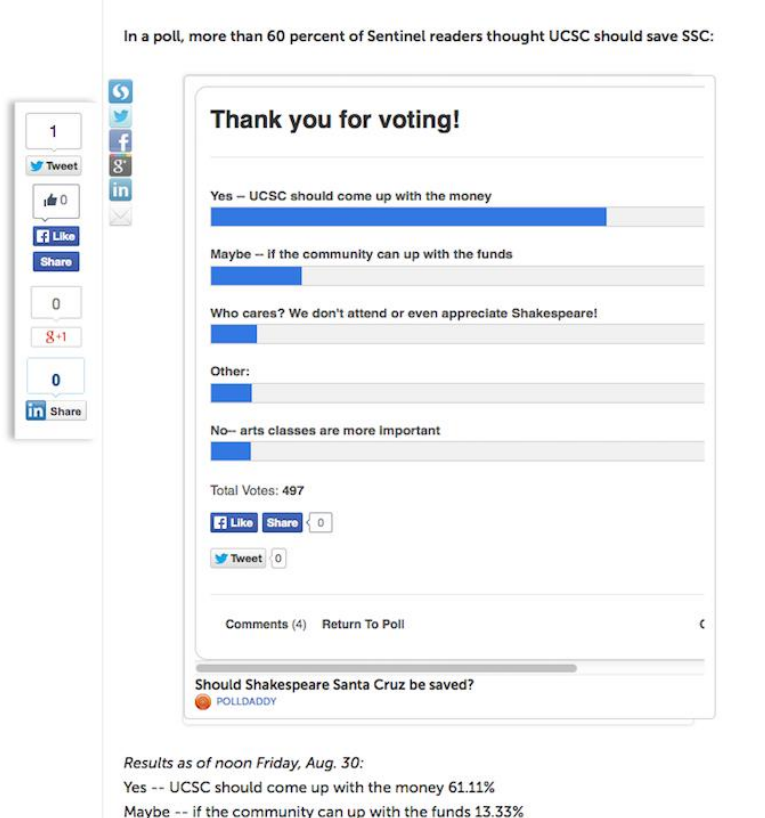 In a poll, more than 60 percent of Sentinel readers thought UCSC should save SSC:
1
Tweet
0
Like
Share
0
g+1
0
in Share
Thank you for voting!
Yes – UCSC should come up with the money
Maybe -- if the community can up with the funds
Who cares? We don't attend or even appreciate Shakespeare!
Other:
No-- arts classes are more important
Total Votes: 497
Like Share 0
Tweet 0
Comments (4) Return To Poll
Should Shakespeare Santa Cruz be saved?
POLLDADDY
Results as of noon Friday, Aug. 30:
Yes -- UCSC should come up with the money 61.11%
Maybe -- if the community can up with the funds 13.33%